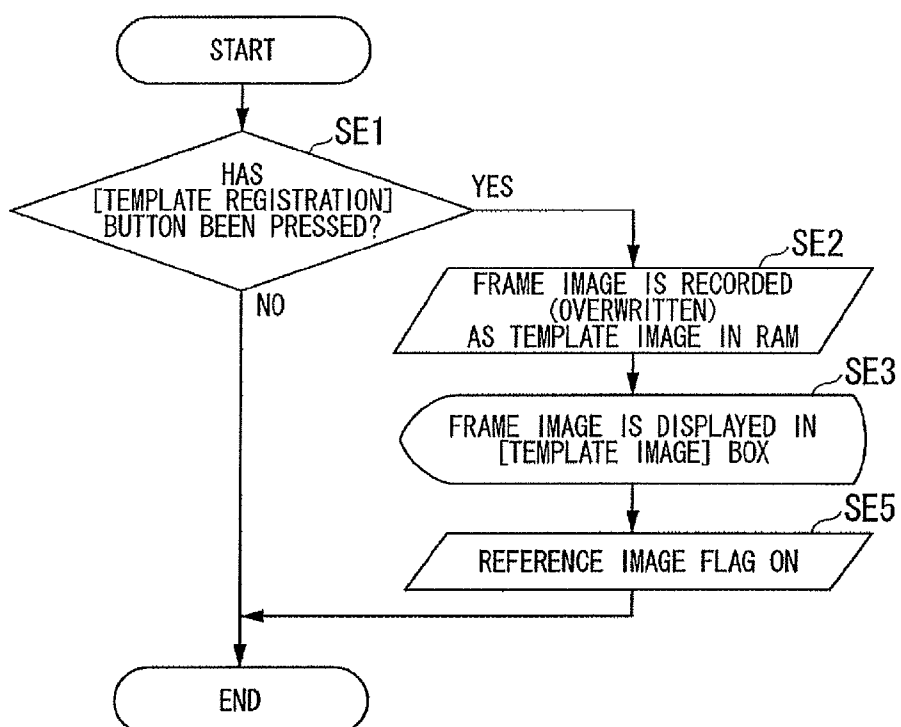 START
SE1
HAS
[TEMPLATE REGISTRATION]
BUTTON BEEN PRESSED?
YES
NO
SE2
FRAME IMAGE IS RECORDED
(OVERWRITTEN)
AS TEMPLATE IMAGE IN RAM
SE3
FRAME IMAGE IS DISPLAYED IN
[TEMPLATE IMAGE] BOX
SE5
REFERENCE IMAGE FLAG ON
END